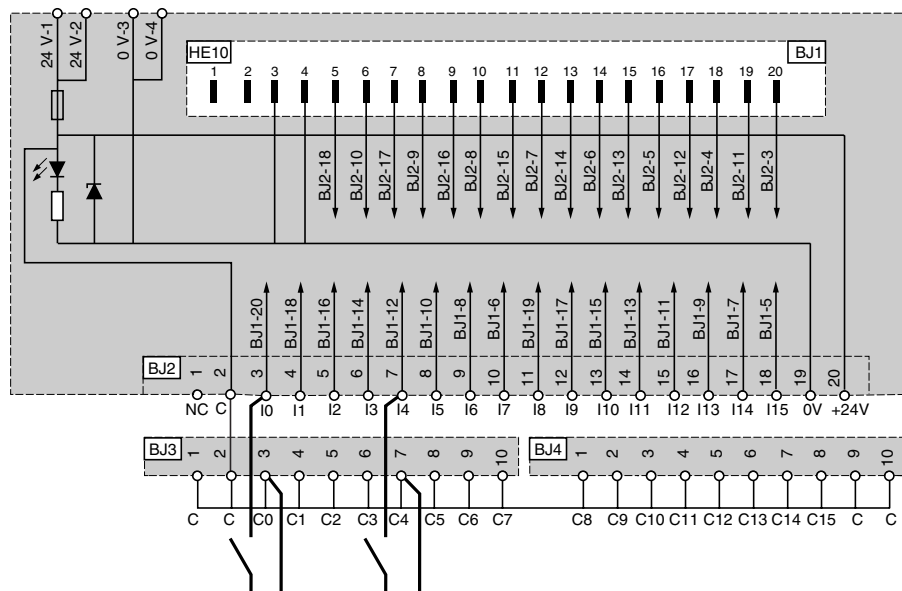 24 V-1 24 V-2 0 V-3 0 V-4
HE10 BJ1
1 2 3 4 5 6 7 8 9 10 11 12 13 14 15 16 17 18 19 20
BJ2-18 BJ2-10 BJ2-17 BJ2-9 BJ2-16 BJ2-8 BJ2-15 BJ2-7 BJ2-14 BJ2-6 BJ2-13 BJ2-5 BJ2-12 BJ2-4 BJ2-11 BJ2-3
BJ1-20 BJ1-18 BJ1-16 BJ1-14 BJ1-12 BJ1-10 BJ1-8 BJ1-6 BJ1-19 BJ1-17 BJ1-15 BJ1-13 BJ1-11 BJ1-9 BJ1-7 BJ1-5
BJ2 1 2 3 4 5 6 7 8 9 10 11 12 13 14 15 16 17 18 19 20
NC C I0 I1 I2 I3 I4 I5 I6 I7 I8 I9 I10 I11 I12 I13 I14 I15 0V +24V
BJ3 1 2 3 4 5 6 7 8 9 10 BJ4 1 2 3 4 5 6 7 8 9 10
C C C0 C1 C2 C3 C4 C5 C6 C7 C8 C9 C10 C11 C12 C13 C14 C15 C C